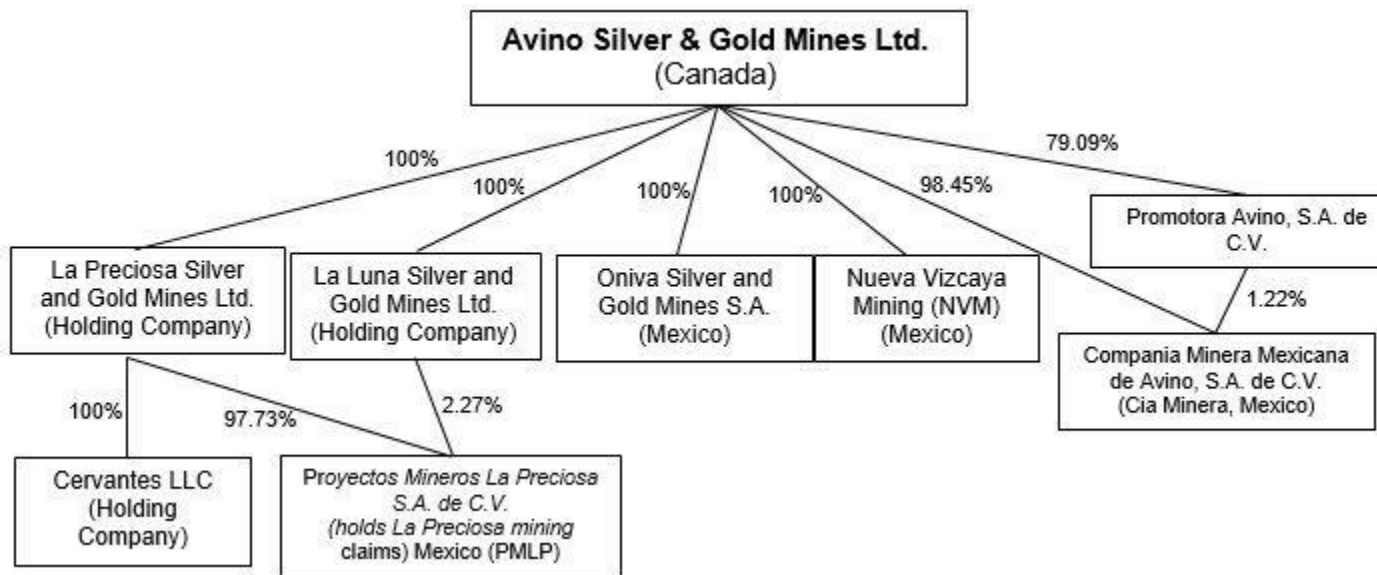 Avino Silver & Gold Mines Ltd.
(Canada)
100%
100%
100%
100%
98.45%
79.09%
La Preciosa Silver
and Gold Mines Ltd.
(Holding Company)
La Luna Silver and
Gold Mines Ltd.
(Holding Company)
Oniva Silver and
Gold Mines S.A.
(Mexico)
Nueva Vizcaya
Mining (NVM)
(Mexico)
Promotora Avino, S.A. de
C.V.
1.22%
Compania Minera Mexicana
de Avino, S.A. de C.V.
(Cia Minera, Mexico)
100%
97.73%
2.27%
Cervantes LLC
(Holding
Company)
Proyectos Mineros La Preciosa
S.A. de C.V.
(holds La Preciosa mining
claims) Mexico (PMLP)